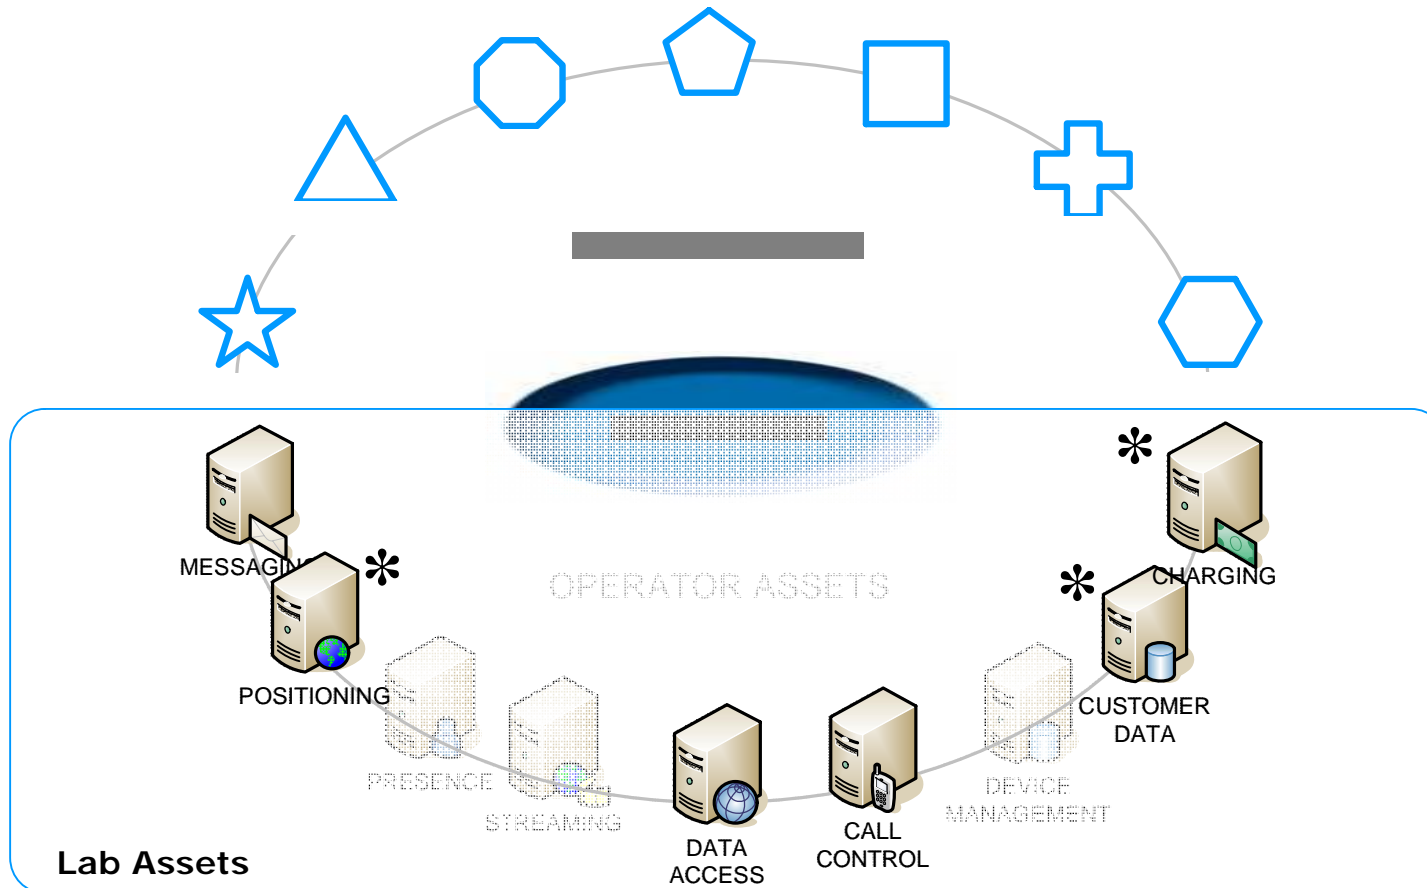 MESSAGING
*
*
*
CHARGING
OPERATOR ASSETS
POSITIONING
CUSTOMER
DATA
PRESENCE
STREAMING
DEVICE
MANAGEMENT
DATA
ACCESS
CALL
CONTROL
Lab Assets